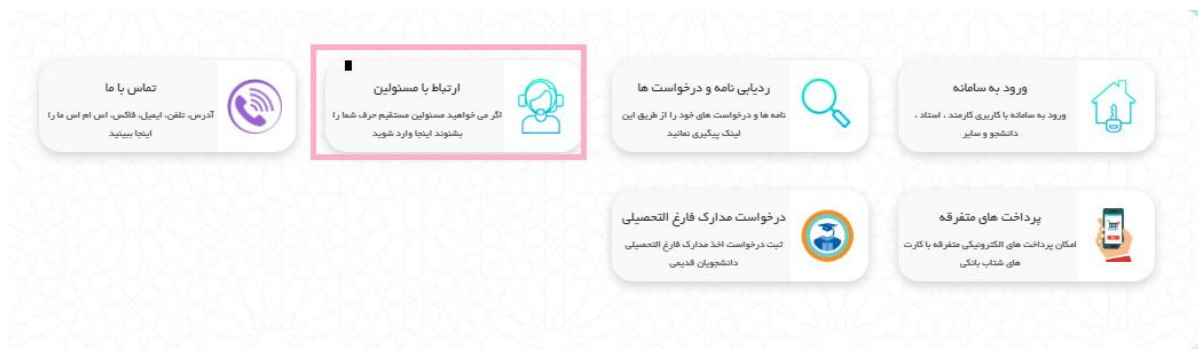 ورود به سامانه
ورود به سامانه با کاربری کارمند ، استاد ،
دانشجو و سایر
ردیابی نامه و درخواست ها
نامه ها و درخواست های خود را از طریق این
لینک پیگیری نمائید
ارتباط با مسئولین
اگر می خواهید مسئولین مستقیم حرف شما را
بشنوند اینجا وارد شوید
تماس با ما
آدرس، تلفن، ایمیل، فاکس، اس ام اس ما را
اینجا ببینید
پرداخت های متفرقه
امکان پرداخت های الکترونیکی متفرقه با کارت
های شتاب بانکی
درخواست مدارک فارغ التحصیلی
ثبت درخواست اخذ مدارک فارغ التحصیلی
دانشجویان قدیمی